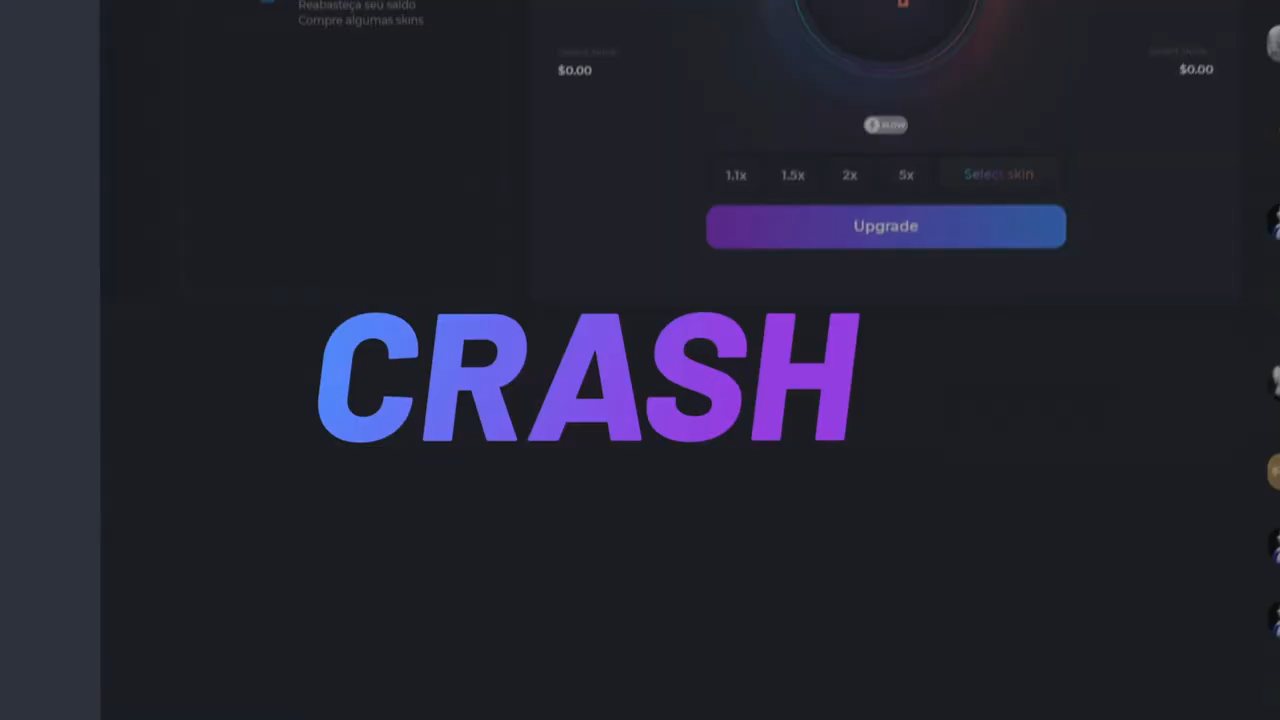 Reabasteça seu saldo
Compre algumas skins
$0.00
$0.00
SLOW
1.1x 1.5x 2x 5x Select skin
Upgrade
CRASH